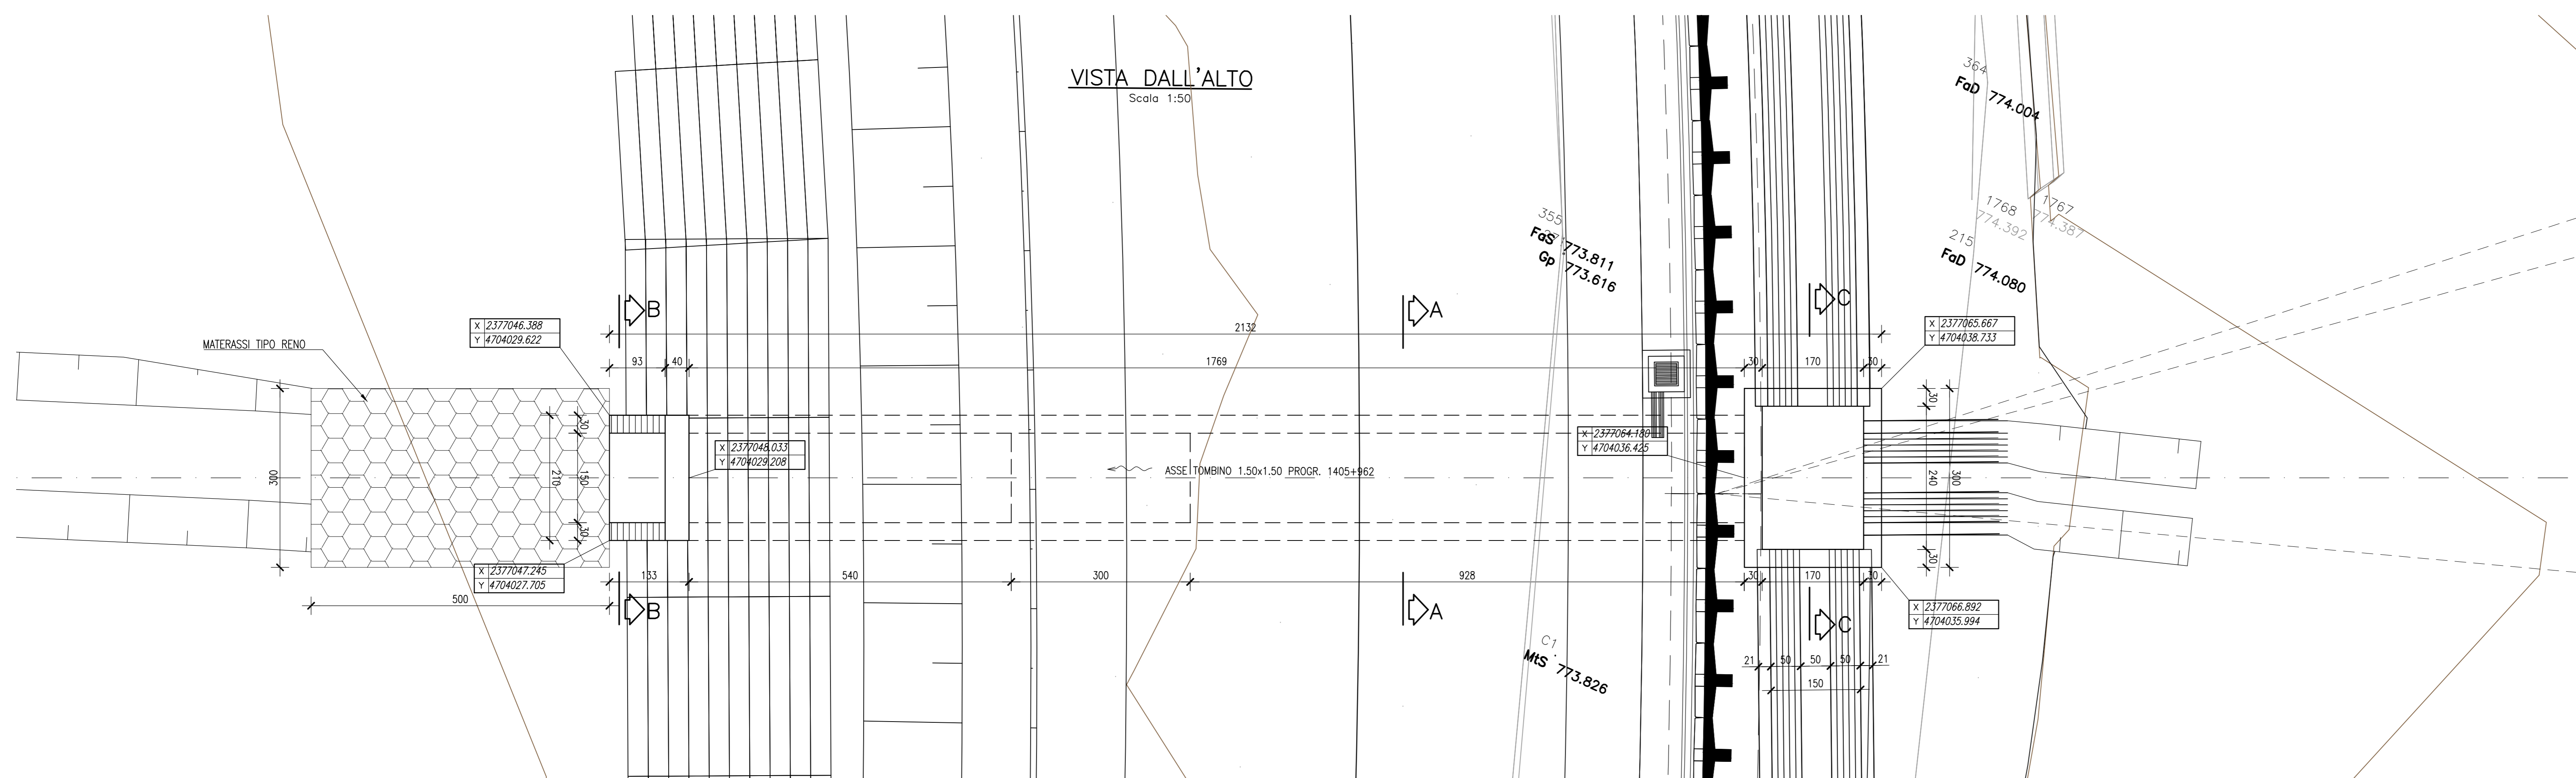 VISTA DALL'ALTO
Scala 1:50
364
FaD 774.004
1768
774.392
1767
774.387
215
FaD 774.080
355
FaS 773.811
Gp 773.616
B
A
C
2132
X 2377046.388
Y 4704029.622
X 2377065.667
Y 4704038.733
MATERASSI TIPO RENO
93
40
1769
30
170
30
30
30
X 2377048.033
Y 4704029.208
X 2377064.180
Y 4704036.425
ASSE TOMBINO 1.50x1.50 PROGR. 1405+962
300
210
150
240
300
30
30
X 2377047.245
Y 4704027.705
133
540
300
928
30
170
30
500
X 2377066.892
Y 4704035.994
B
A
C
C1
MtS 773.826
21
50
50
50
21
150